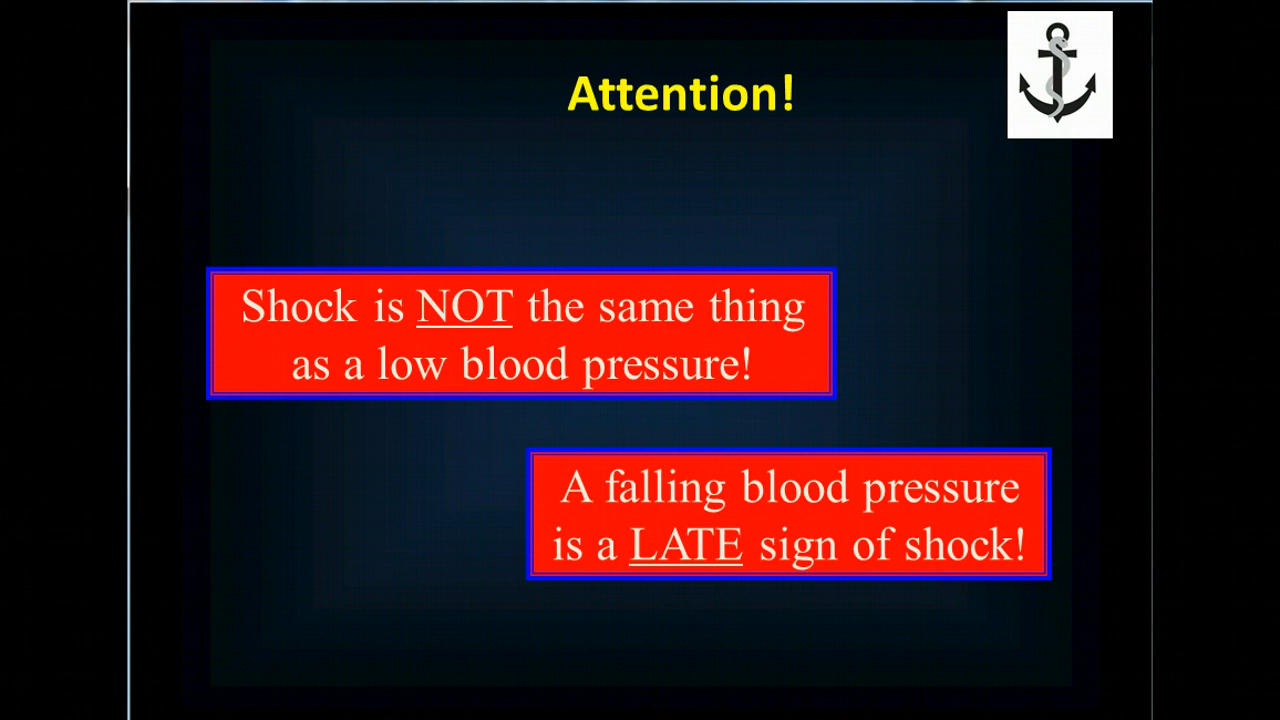 Attention!
Shock is NOT the same thing
as a low blood pressure!
A falling blood pressure
is a LATE sign of shock!